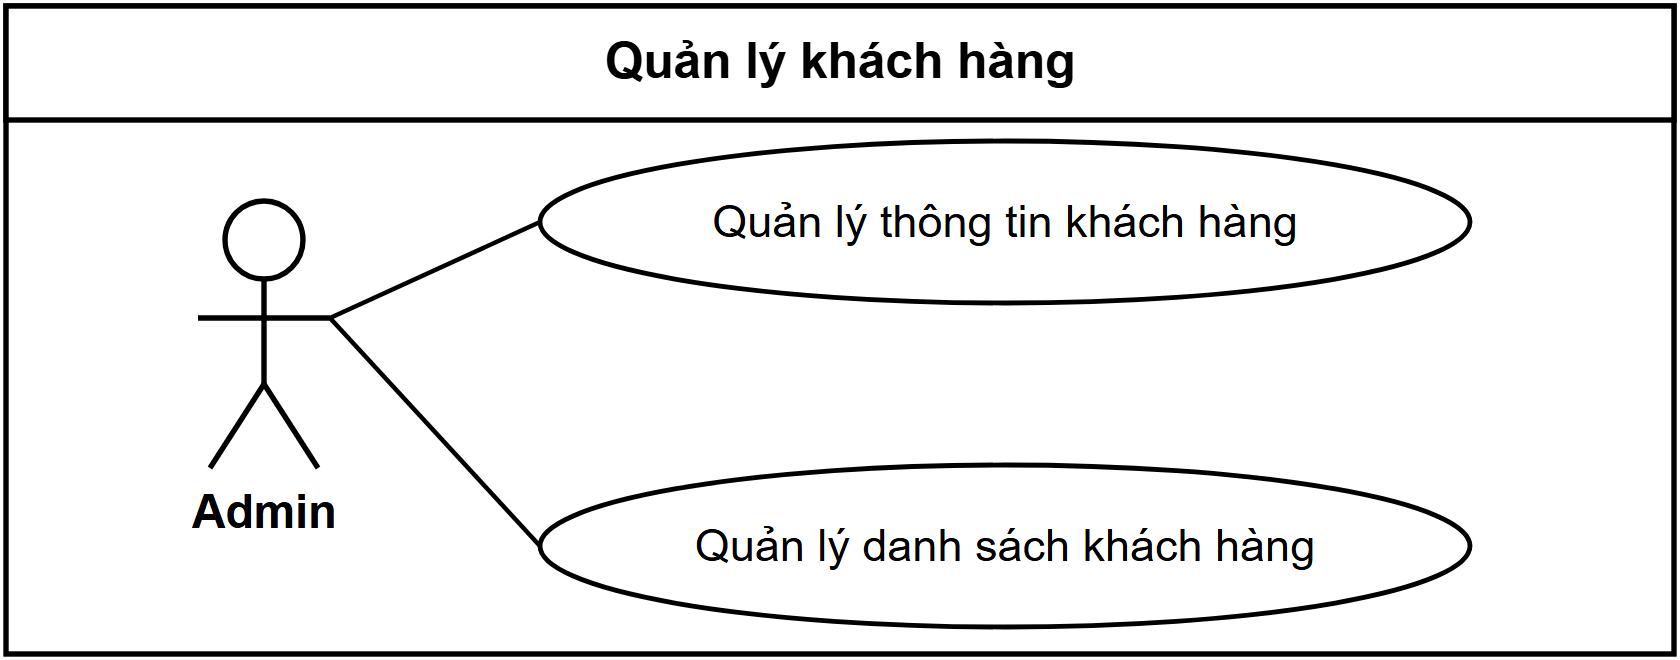 Quản lý khách hàng
Quản lý thông tin khách hàng
Admin
Quản lý danh sách khách hàng